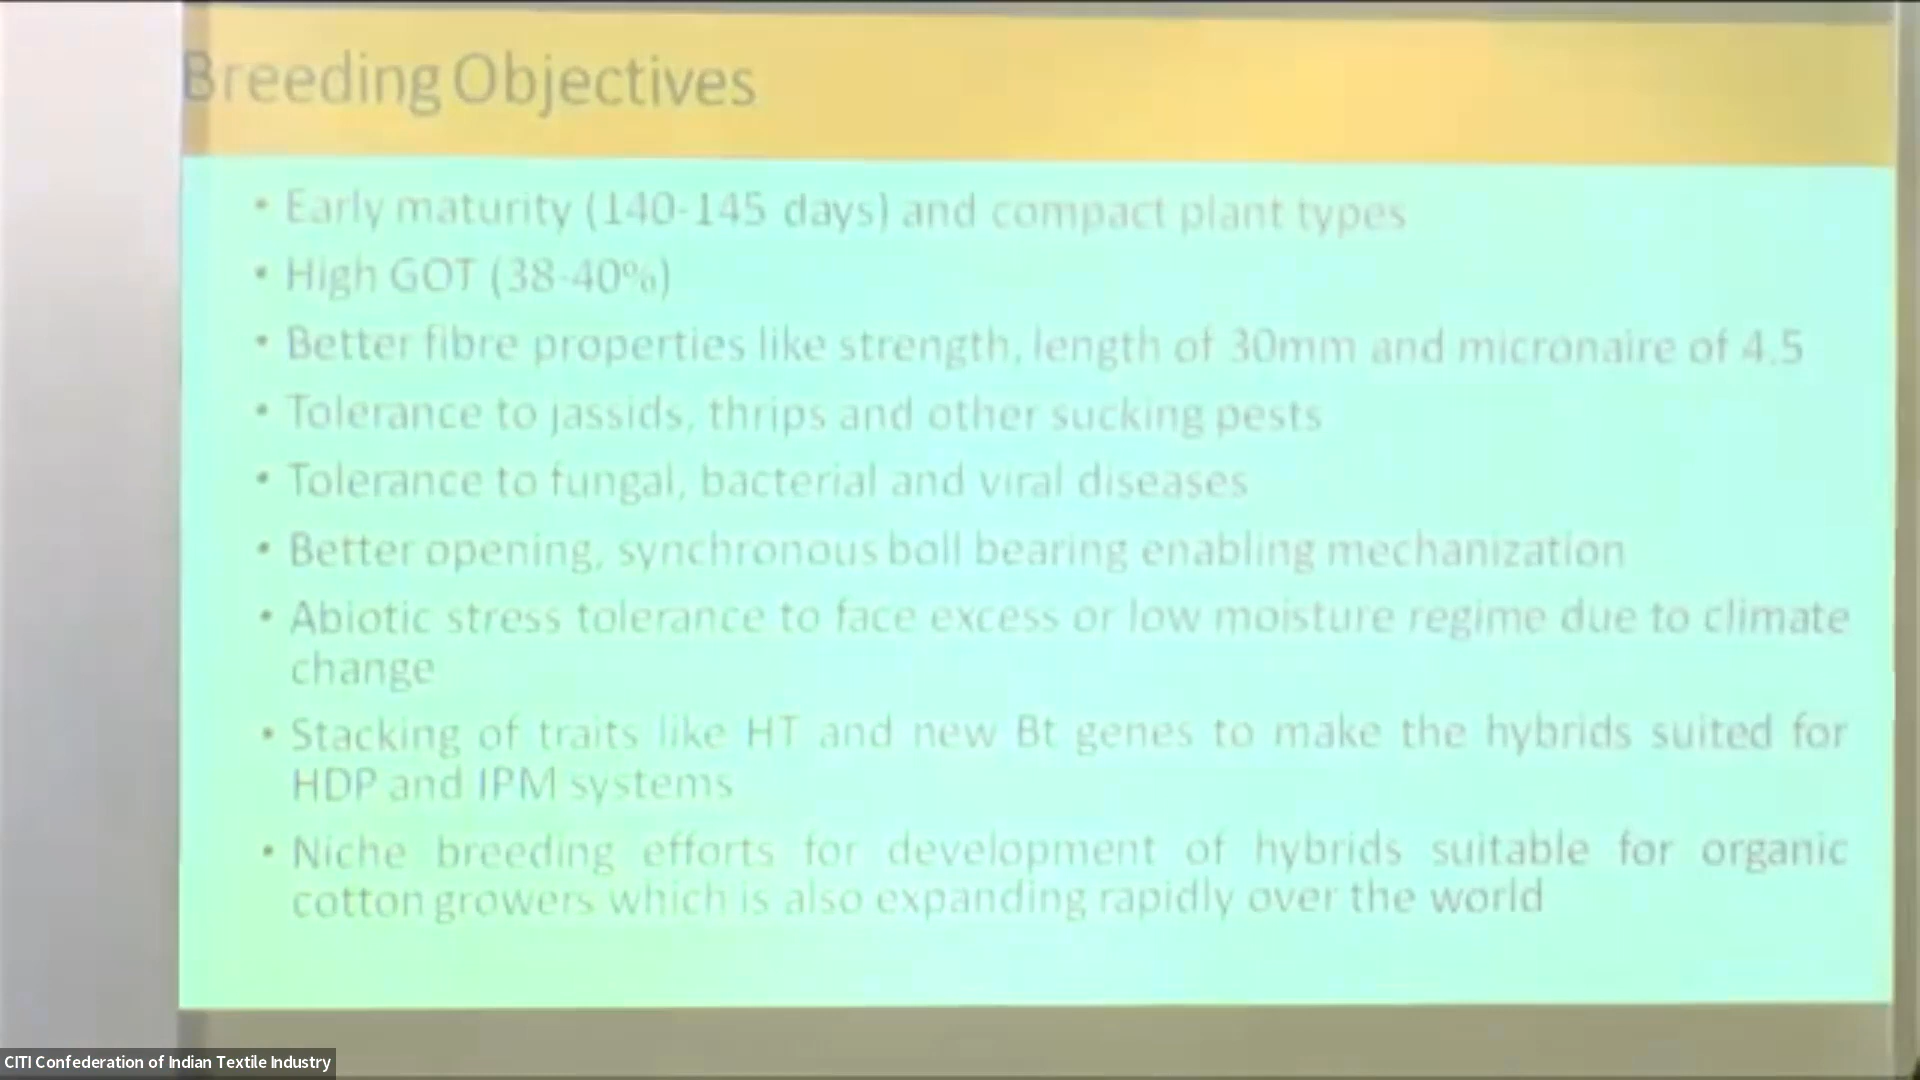 Breeding Objectives
• Early maturity (140-145 days) and compact plant types
• High GOT (38-40%)
• Better fibre properties like strength, length of 30mm and micronaire of 4.5
• Tolerance to jassids, thrips and other sucking pests
• Tolerance to fungal, bacterial and viral diseases
• Better opening, synchronous boll bearing enabling mechanization
• Abiotic stress tolerance to face excess or low moisture regime due to climate
change
• Stacking of traits like HT and new Bt genes to make the hybrids suited for
HDP and IPM systems
• Niche breeding efforts for development of hybrids suitable for organic
cotton growers which is also expanding rapidly over the world
CITI Confederation of Indian Textile Industry